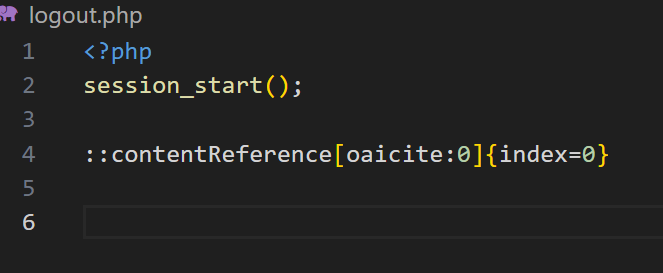 logout.php
1 <?php
2 session_start();
3
4 ::contentReference[oaicite:0]{index=0}
5
6